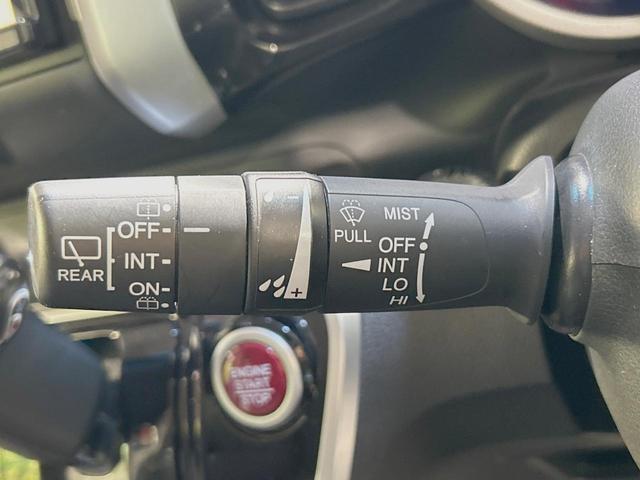 REAR
OFF
INT
ON
− +
PULL
MIST
OFF
INT
LO
HI
ENGINE
START
STOP